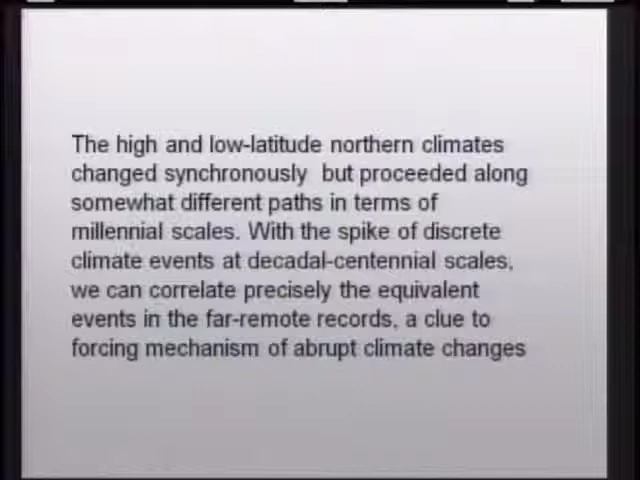 The high and low-latitude northern climates
changed synchronously  but proceeded along
somewhat different paths in terms of
millennial scales. With the spike of discrete
climate events at decadal-centennial scales,
we can correlate precisely the equivalent
events in the far-remote records, a clue to
forcing mechanism of abrupt climate changes